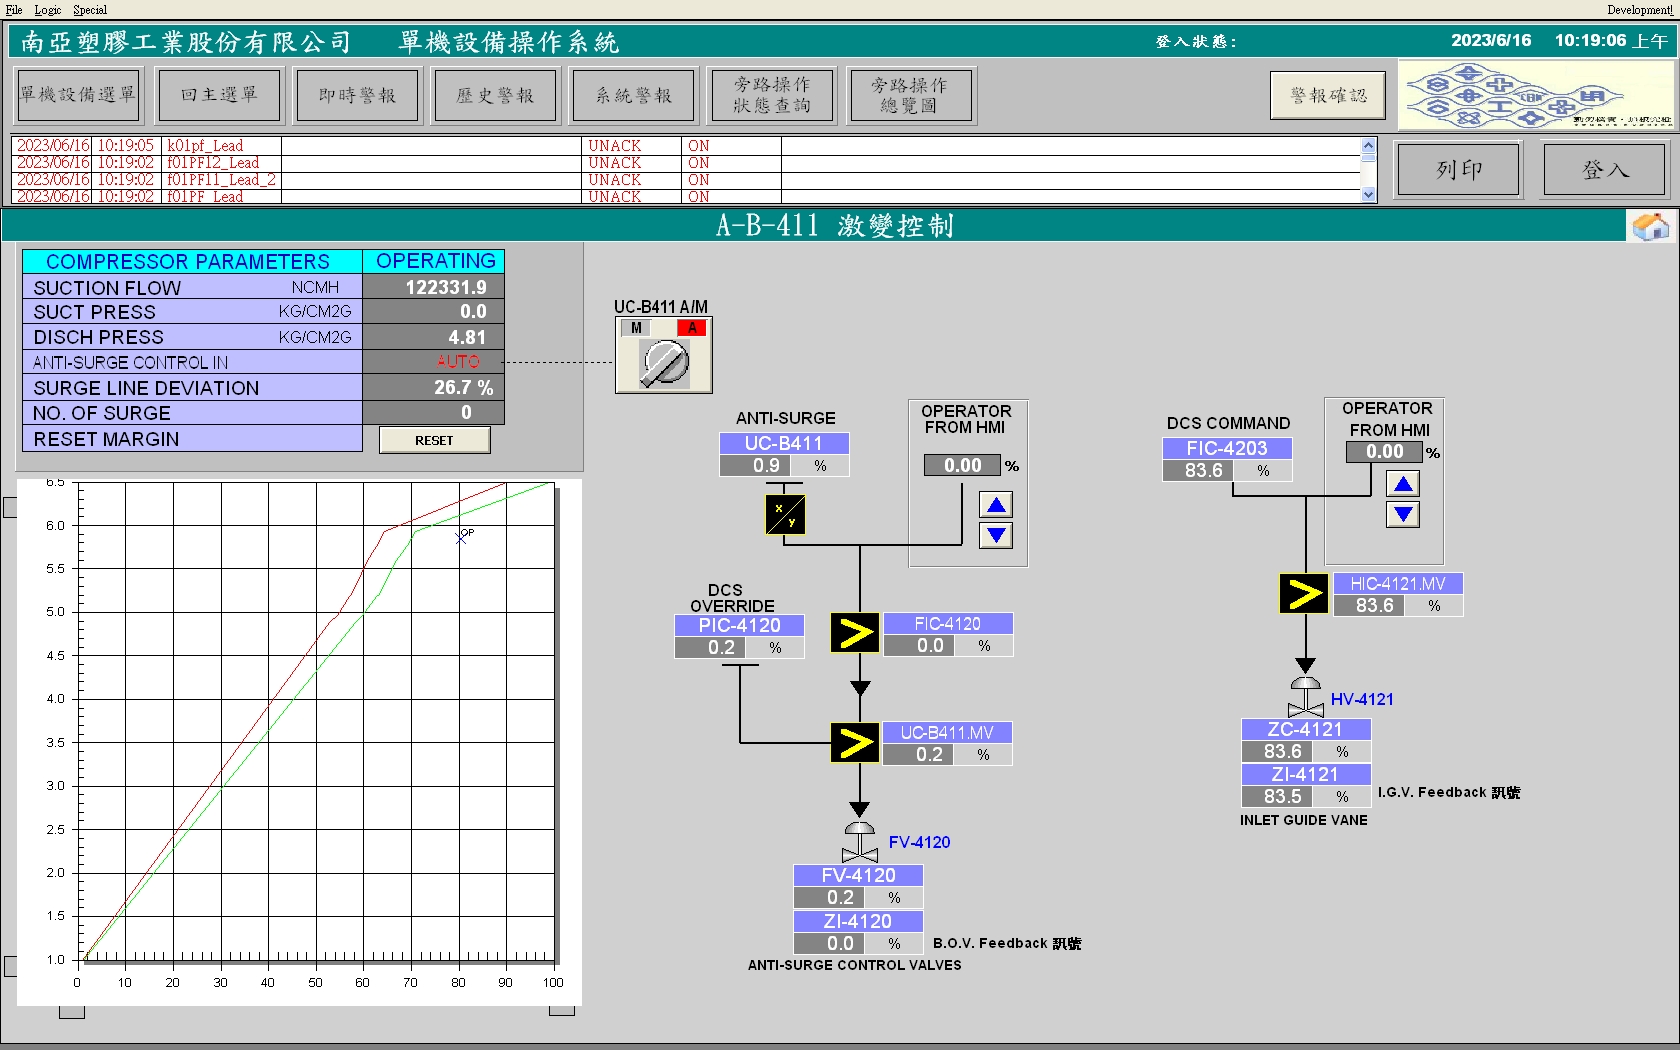 File Logic Special Development!
南亞塑膠工業股份有限公司 單機設備操作系統 登入狀態: 2023/6/16 10:19:06 上午
單機設備選單 回主選單 即時警報 歷史警報 系統警報 旁路操作狀態查詢 旁路操作總覽圖 警報確認
2023/06/16 10:19:05 k01pf_Lead UNACK ON
2023/06/16 10:19:02 f01PF12_Lead UNACK ON
2023/06/16 10:19:02 f01PF11_Lead_2 UNACK ON
2023/06/16 10:19:02 f01PF_Lead UNACK ON
列印 登入
A-B-411 激變控制
COMPRESSOR PARAMETERS OPERATING
SUCTION FLOW NCMH 122331.9
SUCT PRESS KG/CM2G 0.0
DISCH PRESS KG/CM2G 4.81
ANTI-SURGE CONTROL IN AUTO
SURGE LINE DEVIATION 26.7 %
NO. OF SURGE 0
RESET MARGIN RESET
UC-B411 A/M
M A
6.5
6.0
5.5
5.0
4.5
4.0
3.5
3.0
2.5
2.0
1.5
1.0
0 10 20 30 40 50 60 70 80 90 100
OP
ANTI-SURGE
UC-B411
0.9 %
x
y
OPERATOR
FROM HMI
0.00 %
DCS
OVERRIDE
PIC-4120
0.2 %
FIC-4120
0.0 %
UC-B411.MV
0.2 %
FV-4120
FV-4120
0.2 %
ZI-4120
0.0 %
B.O.V. Feedback 訊號
ANTI-SURGE CONTROL VALVES
DCS COMMAND
FIC-4203
83.6 %
OPERATOR
FROM HMI
0.00 %
HIC-4121.MV
83.6 %
HV-4121
ZC-4121
83.6 %
ZI-4121
83.5 %
I.G.V. Feedback 訊號
INLET GUIDE VANE